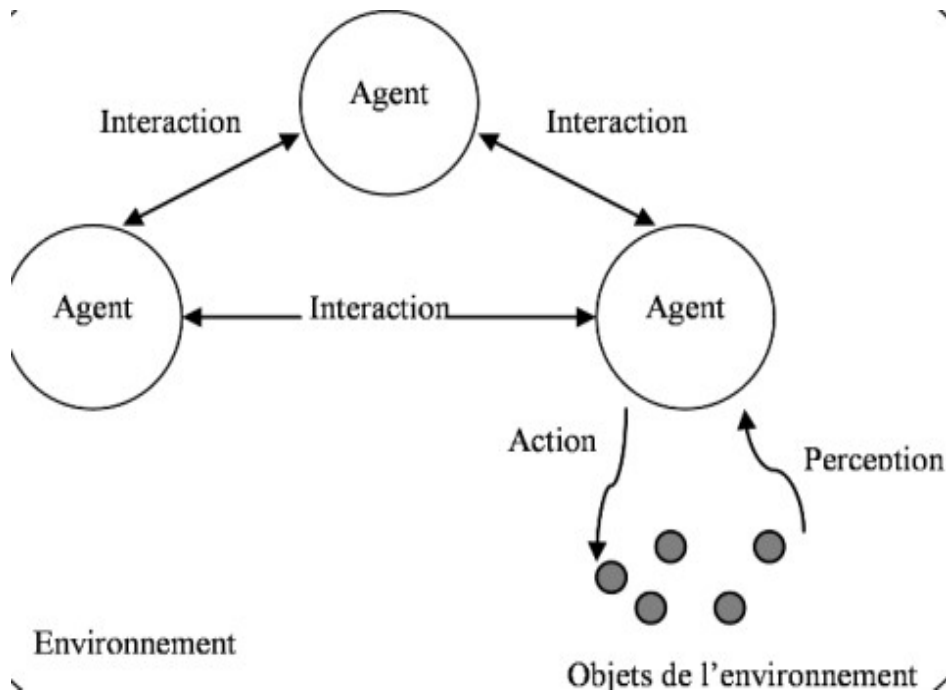 Agent
Interaction
Interaction
Agent
Interaction
Agent
Action
Perception
Environnement
Objets de l'environnement